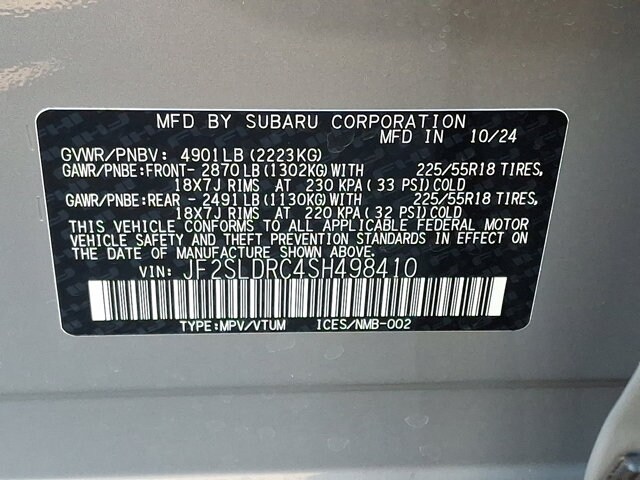 MFD BY SUBARU CORPORATION
MFD IN 10/24
GVWR/PNBV: 4901LB (2223KG)
GAWR/PNBE:FRONT- 2870LB (1302KG)WITH 225/55R18 TIRES,
18X7J RIMS AT 230 KPA (33 PSI)COLD
GAWR/PNBE:REAR - 2491LB (1130KG)WITH 225/55R18 TIRES,
18X7J RIMS AT 220 KPA (32 PSI)COLD
THIS VEHICLE CONFORMS TO ALL APPLICABLE FEDERAL MOTOR
VEHICLE SAFETY AND THEFT PREVENTION STANDARDS IN EFFECT ON
THE DATE OF MANUFACTURE SHOWN ABOVE.
VIN: JF2SLDRC4SH498410
TYPE:MPV/VTUM ICES/NMB-002